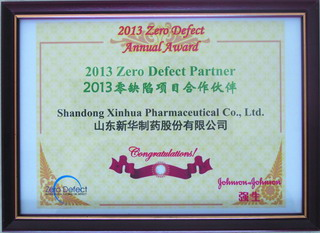 2013 Zero Defect
Annual Award
2013 Zero Defect Partner
2013零缺陷项目合作伙伴
Shandong Xinhua Pharmaceutical Co., Ltd.
山东新华制药股份有限公司
Congratulations!
Zero Defect
Johnson & Johnson
强生